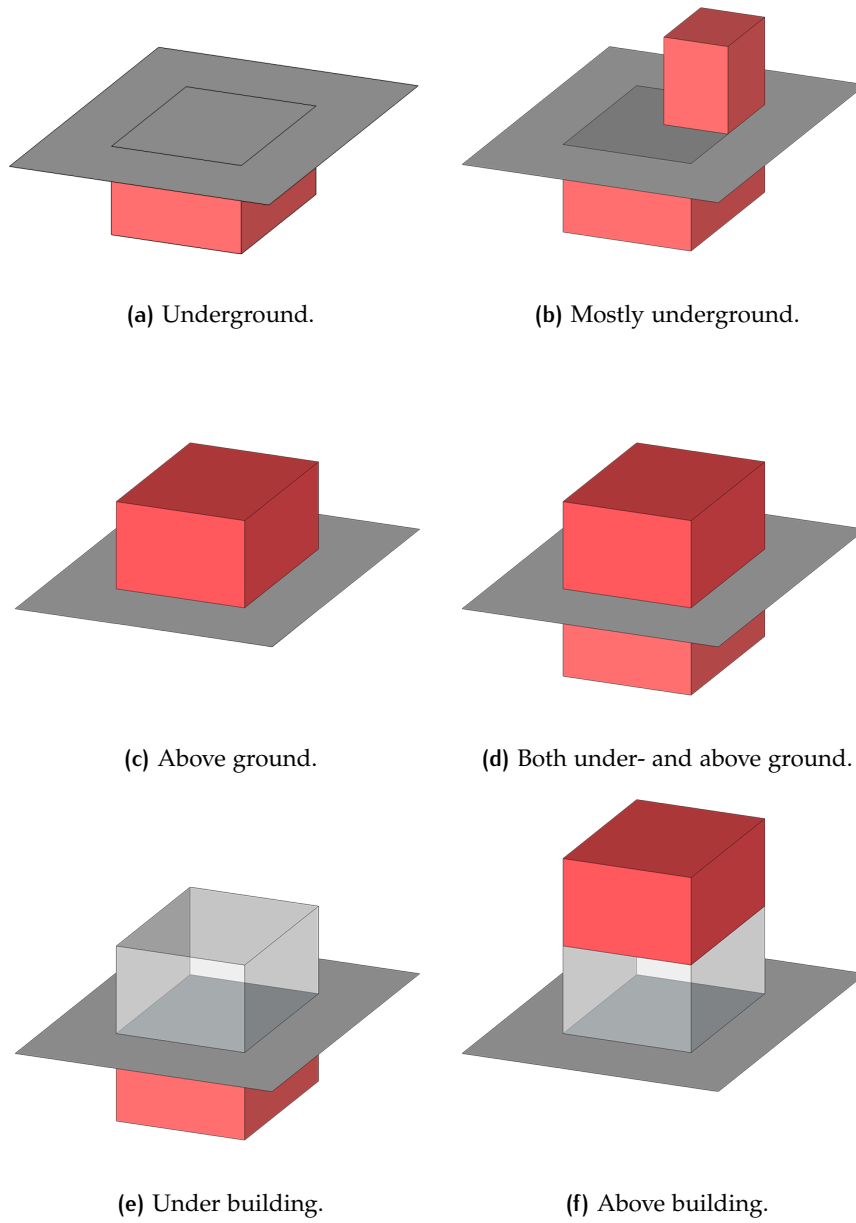 (a) Underground.
(b) Mostly underground.
(c) Above ground.
(d) Both under- and above ground.
(e) Under building.
(f) Above building.